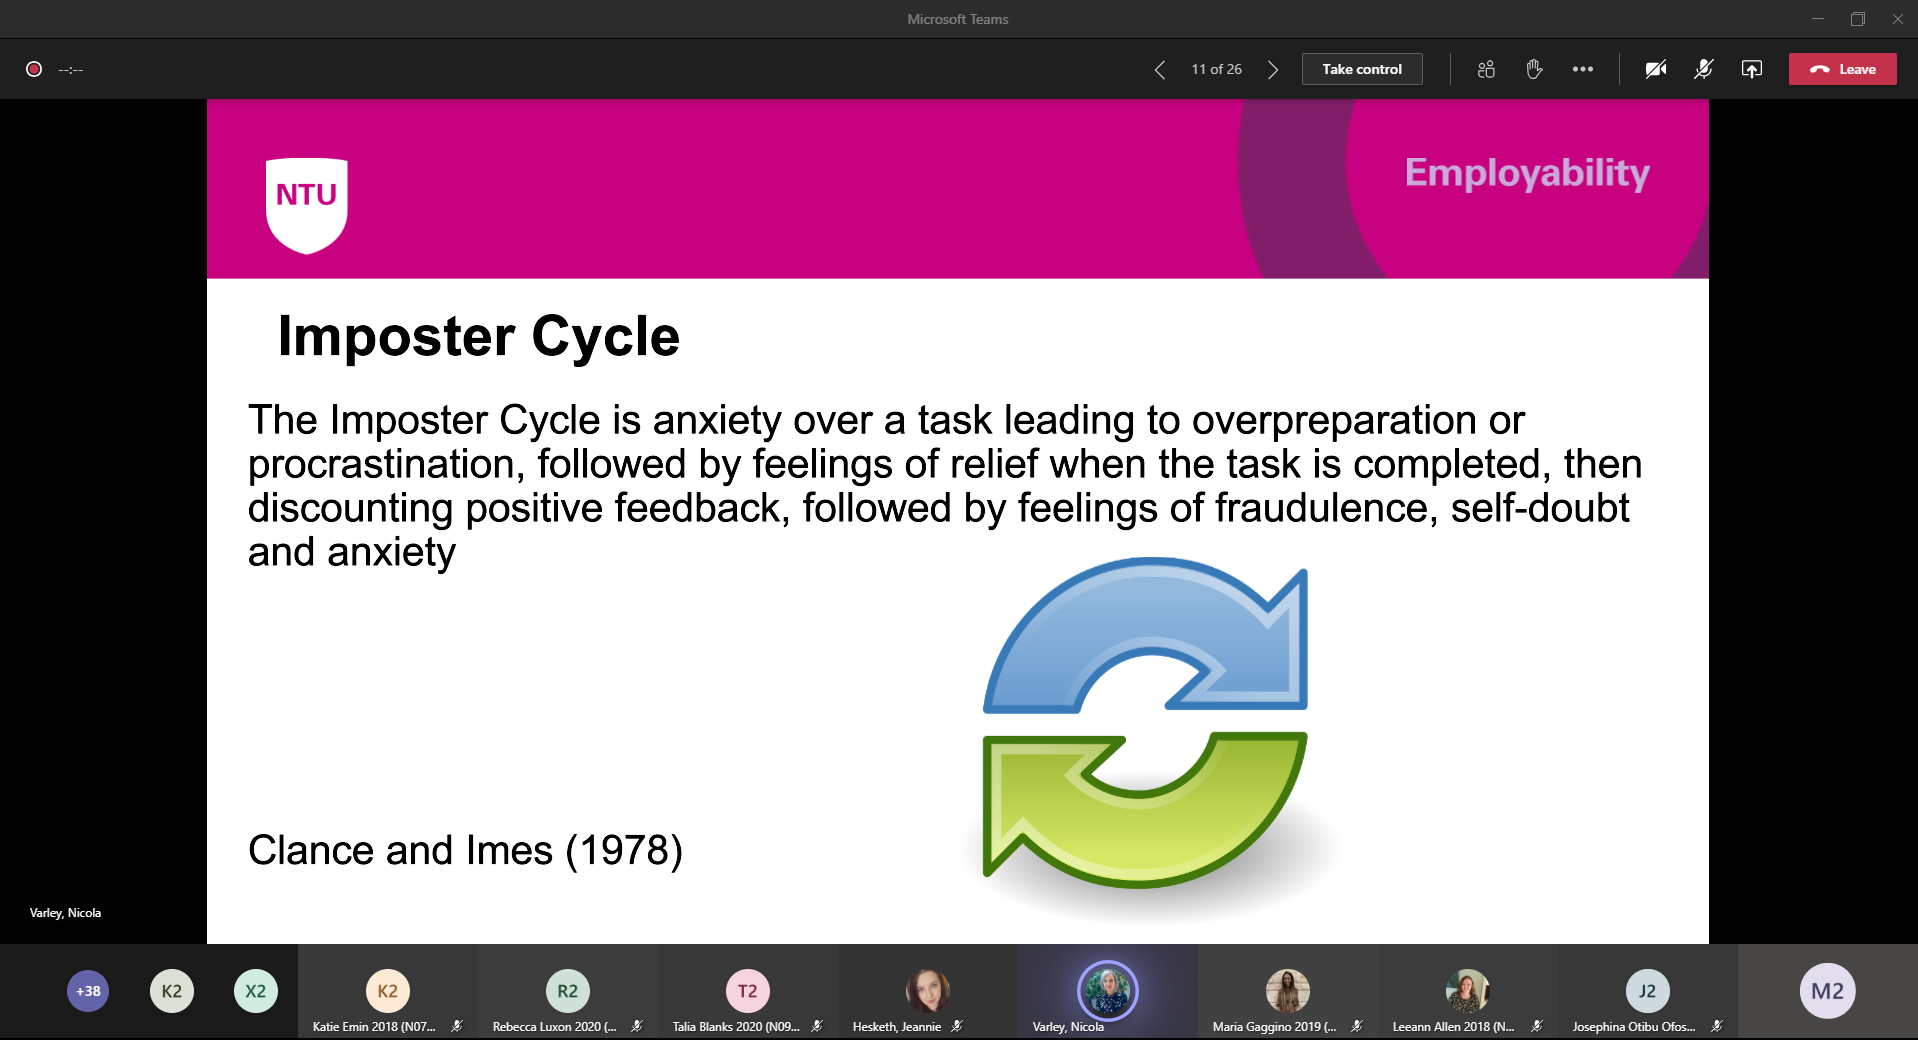 Microsoft Teams
--:--
11 of 26
Take control
Leave
NTU
Employability
Imposter Cycle
The Imposter Cycle is anxiety over a task leading to overpreparation or
procrastination, followed by feelings of relief when the task is completed, then
discounting positive feedback, followed by feelings of fraudulence, self-doubt
and anxiety
Clance and Imes (1978)
Varley, Nicola
+38
K2
X2
K2
R2
T2
J2
M2
Katie Emin 2018 (N07...
Rebecca Luxon 2020 (...
Talia Blanks 2020 (N09...
Hesketh, Jeannie
Varley, Nicola
Maria Gaggino 2019 (...
Leeann Allen 2018 (N...
Josephina Otibu Ofos...